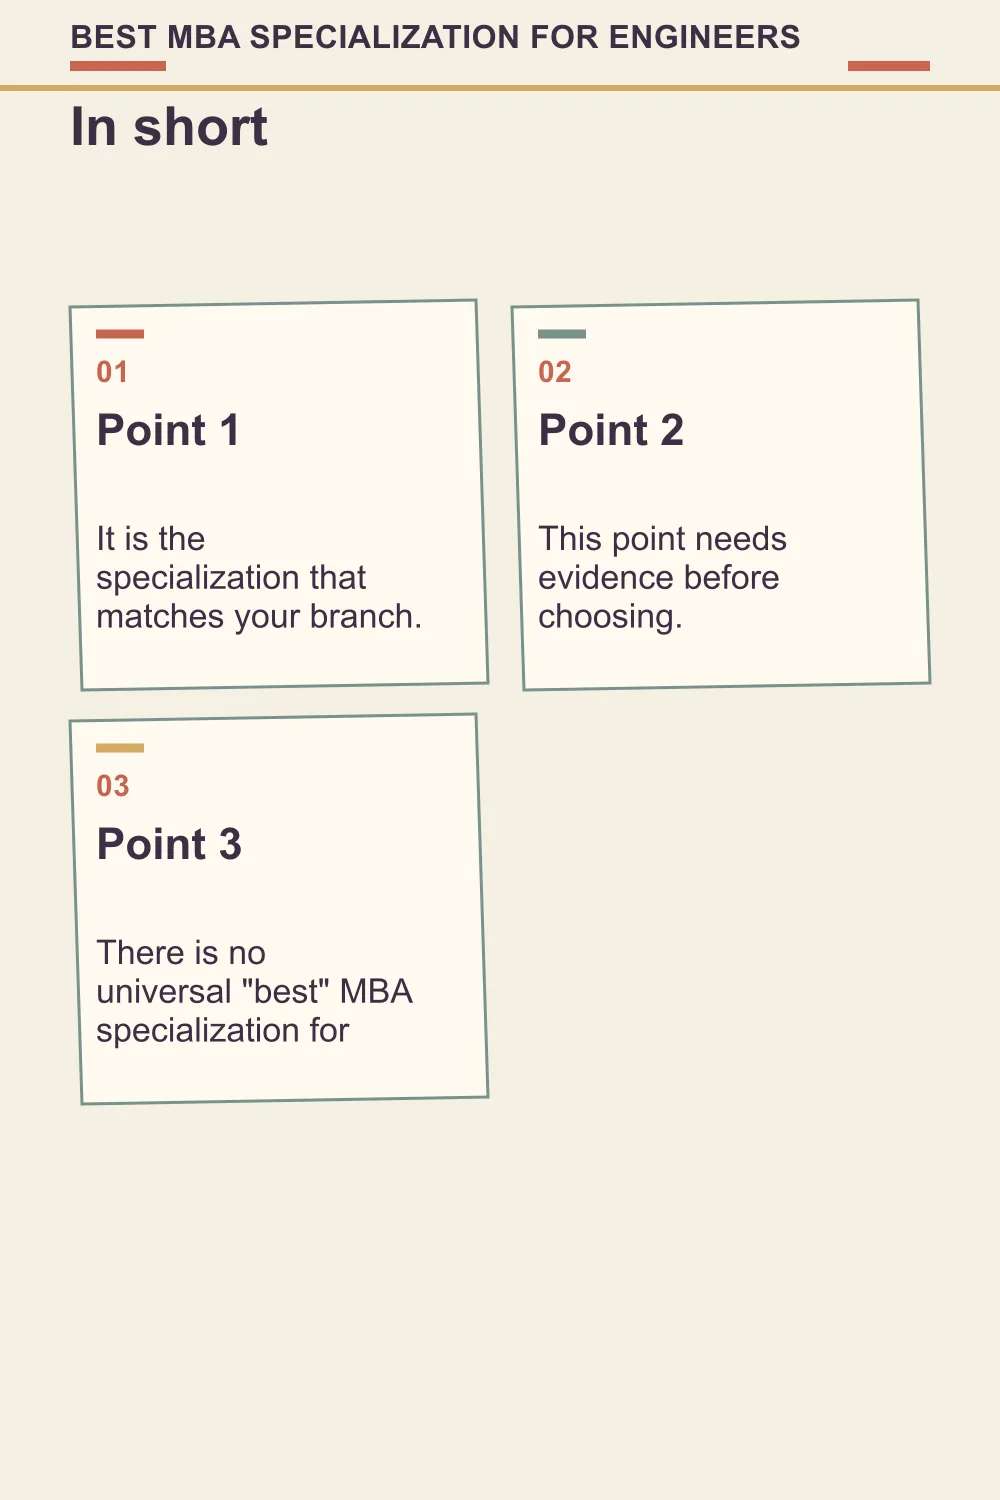 BEST MBA SPECIALIZATION FOR ENGINEERS
In short
01
Point 1
It is the
specialization that
matches your branch.
02
Point 2
This point needs
evidence before
choosing.
03
Point 3
There is no
universal "best" MBA
specialization for